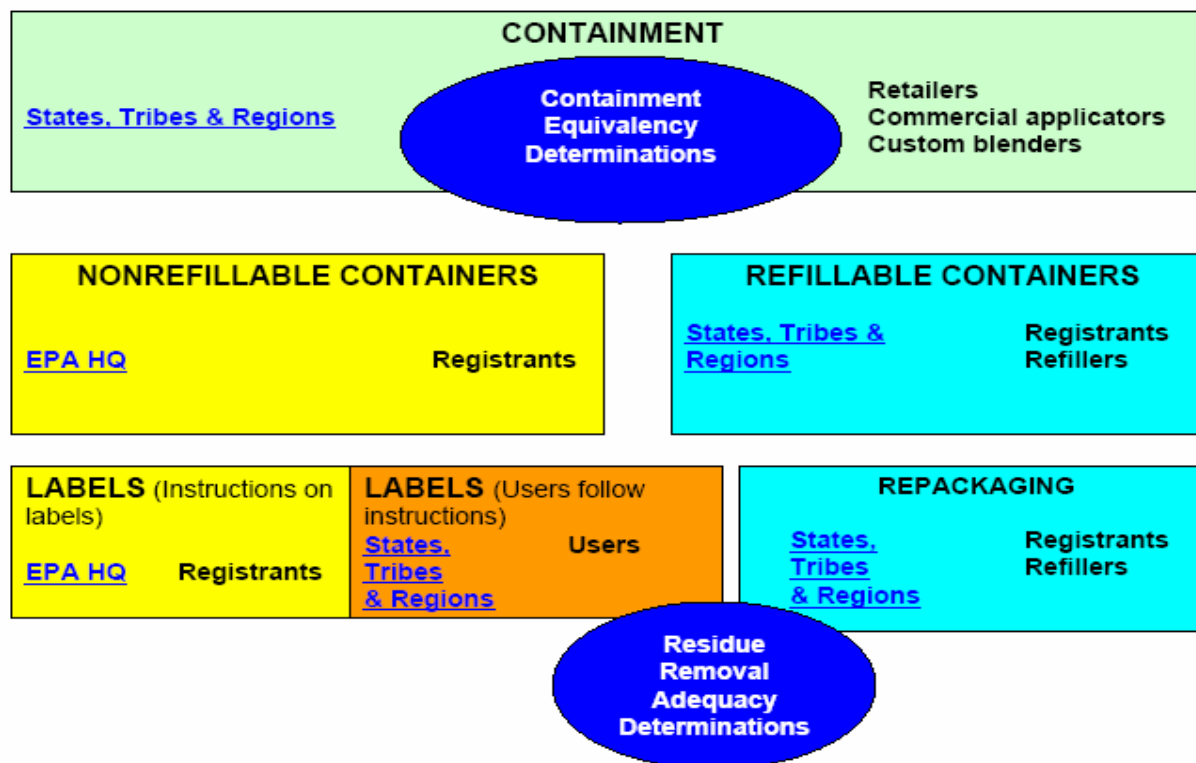 CONTAINMENT
States, Tribes & Regions
Containment
Equivalency
Determinations
Retailers
Commercial applicators
Custom blenders
NONREFILLABLE CONTAINERS
EPA HQ
Registrants
REFILLABLE CONTAINERS
States, Tribes &
Regions
Registrants
Refillers
LABELS (Instructions on
labels)
EPA HQ
Registrants
LABELS (Users follow
instructions)
States,
Tribes
& Regions
Users
REPACKAGING
States,
Tribes
& Regions
Registrants
Refillers
Residue
Removal
Adequacy
Determinations